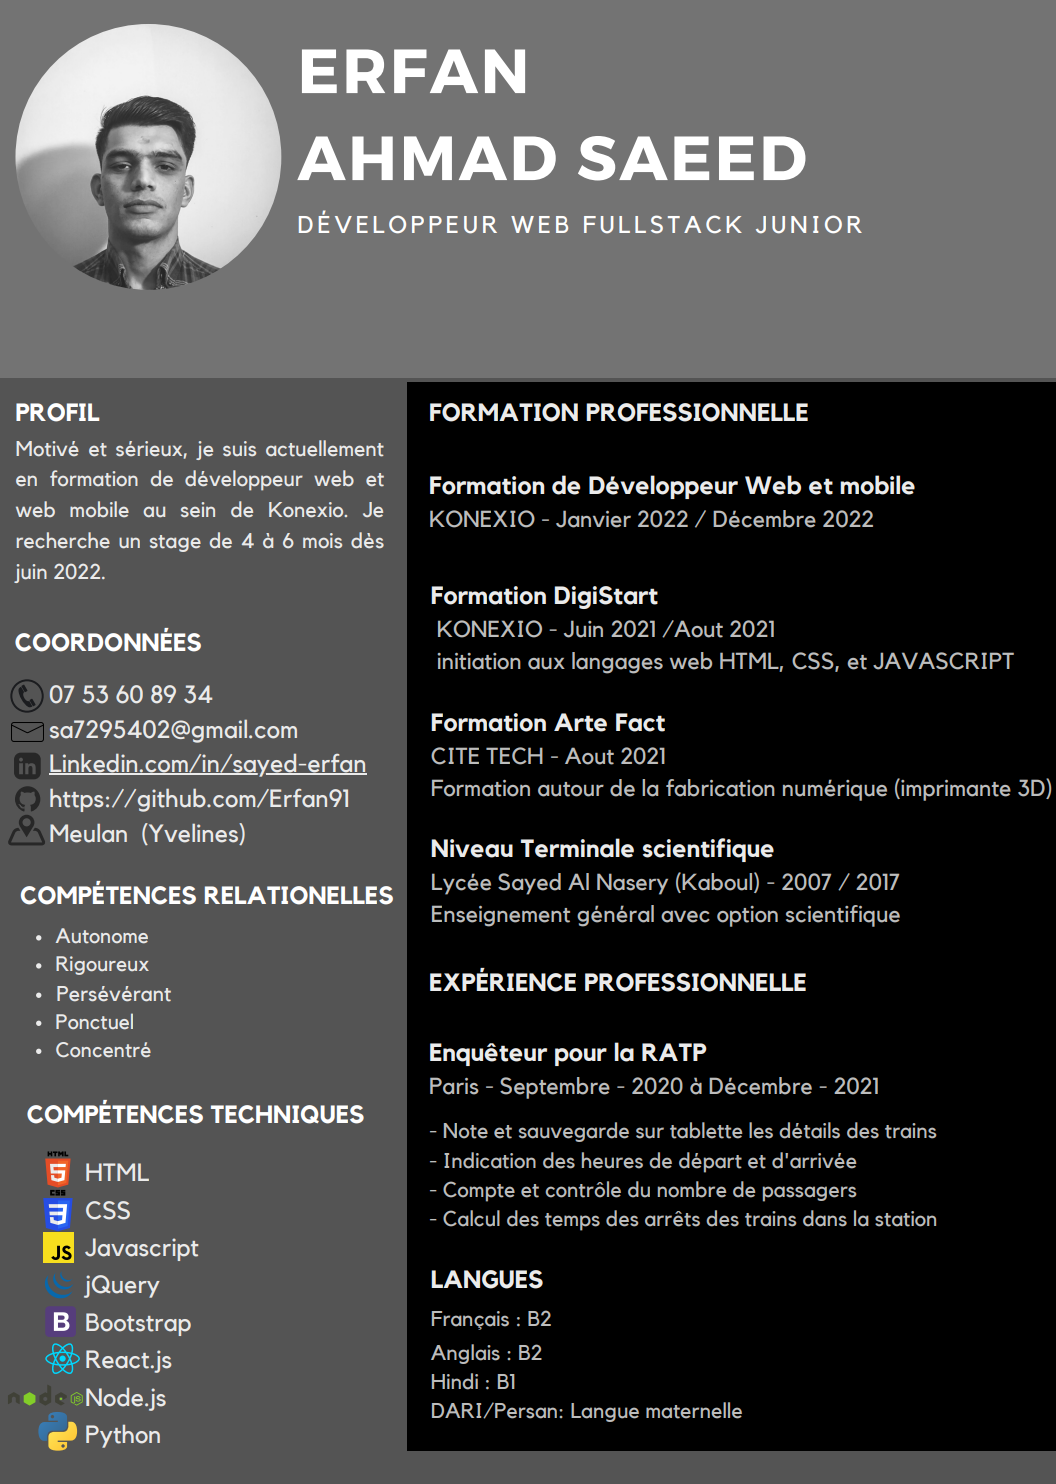 ERFAN
AHMAD SAEED
DÉVELOPPEUR WEB FULLSTACK JUNIOR
PROFIL
Motivé et sérieux, je suis actuellement
en formation de développeur web et
web mobile au sein de Konexio. Je
recherche un stage de 4 à 6 mois dès
juin 2022.
COORDONNÉES
07 53 60 89 34
sa7295402@gmail.com
in Linkedin.com/in/sayed-erfan
https://github.com/Erfan91
Meulan (Yvelines)
COMPÉTENCES RELATIONELLES
• Autonome
• Rigoureux
• Persévérant
• Ponctuel
• Concentré
COMPÉTENCES TECHNIQUES
HTML
5 HTML
CSS
3 CSS
JS Javascript
jQuery
B Bootstrap
React.js
node JS Node.js
Python
FORMATION PROFESSIONNELLE
Formation de Développeur Web et mobile
KONEXIO - Janvier 2022 / Décembre 2022
Formation DigiStart
KONEXIO - Juin 2021 /Aout 2021
initiation aux langages web HTML, CSS, et JAVASCRIPT
Formation Arte Fact
CITE TECH - Aout 2021
Formation autour de la fabrication numérique (imprimante 3D)
Niveau Terminale scientifique
Lycée Sayed Al Nasery (Kaboul) - 2007 / 2017
Enseignement général avec option scientifique
EXPÉRIENCE PROFESSIONNELLE
Enquêteur pour la RATP
Paris - Septembre - 2020 à Décembre - 2021
- Note et sauvegarde sur tablette les détails des trains
- Indication des heures de départ et d'arrivée
- Compte et contrôle du nombre de passagers
- Calcul des temps des arrêts des trains dans la station
LANGUES
Français : B2
Anglais : B2
Hindi : B1
DARI/Persan: Langue maternelle